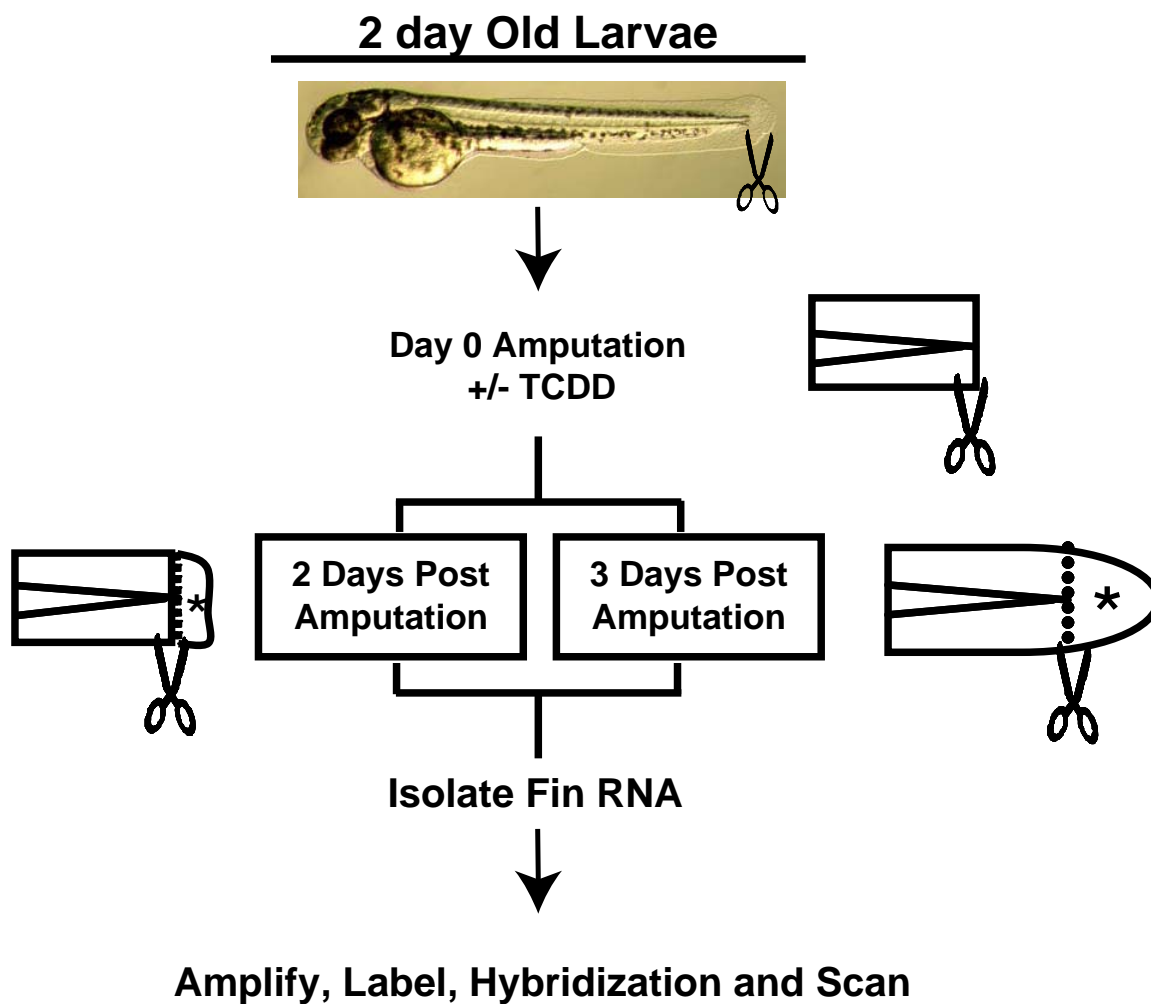 2 day Old Larvae
Day 0 Amputation
+/- TCDD
2 Days Post
Amputation
3 Days Post
Amputation
*
*
Isolate Fin RNA
Amplify, Label, Hybridization and Scan